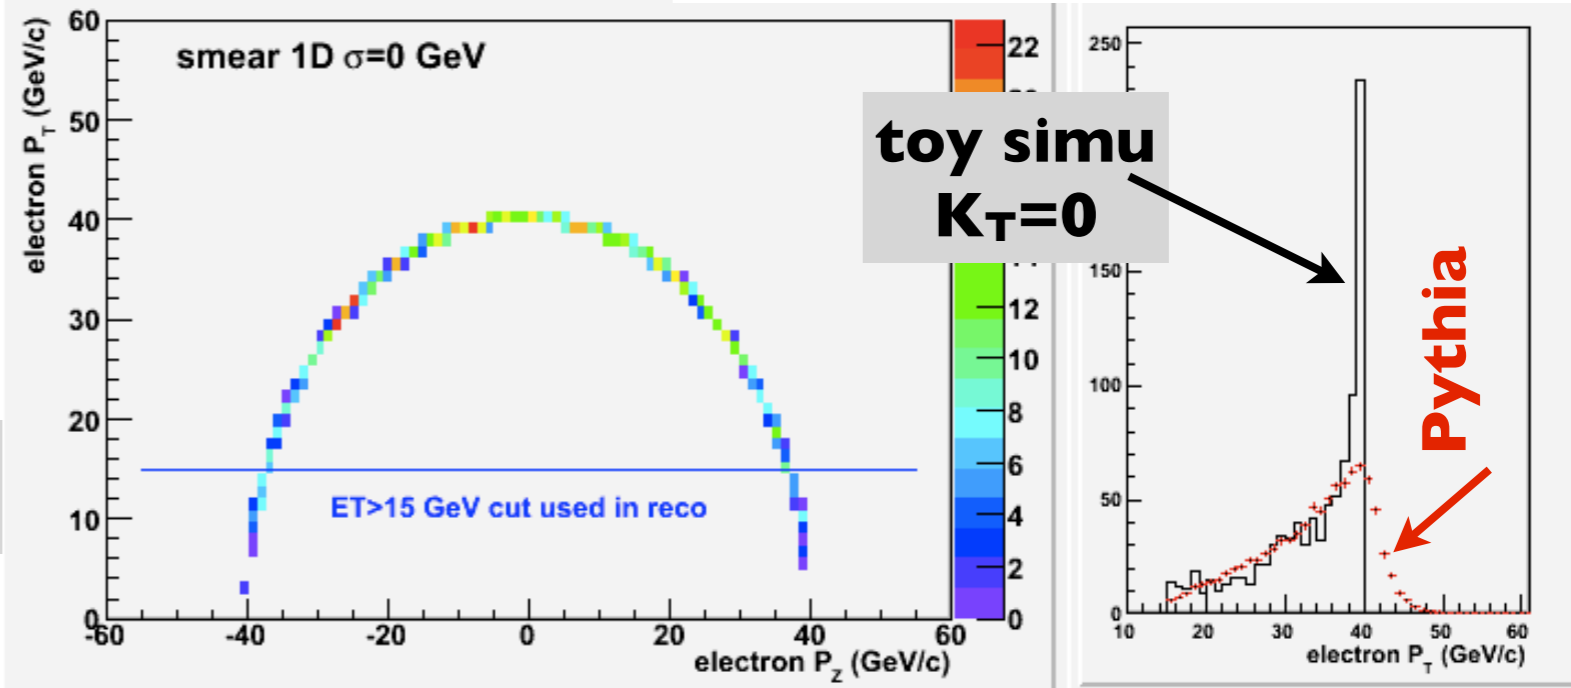 smear 1D σ=0 GeV
electron P_T (GeV/c)
60
50
40
30
20
10
0
ET>15 GeV cut used in reco
-60 -40 -20 0 20 40 60
electron P_Z (GeV/c)
22
12
10
8
6
4
2
0
toy simu
K_T=0
Pythia
250
150
100
50
0
10 20 30 40 50 60
electron P_T (GeV/c)